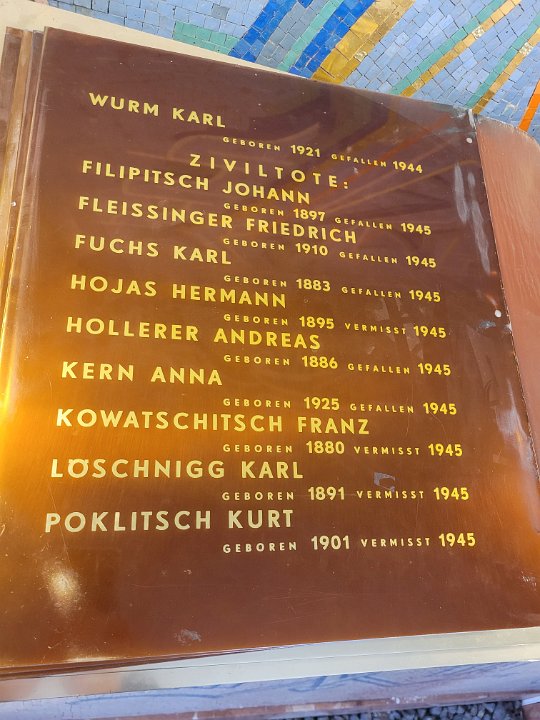 WURM KARL
GEBOREN 1921 GEFALLEN 1944
ZIVILTOTE:
FILIPITSCH JOHANN
GEBOREN 1897 GEFALLEN 1945
FLEISSINGER FRIEDRICH
GEBOREN 1910 GEFALLEN 1945
FUCHS KARL
GEBOREN 1883 GEFALLEN 1945
HOJAS HERMANN
GEBOREN 1895 VERMISST 1945
HOLLERER ANDREAS
GEBOREN 1886 GEFALLEN 1945
KERN ANNA
GEBOREN 1925 GEFALLEN 1945
KOWATSCHITSCH FRANZ
GEBOREN 1880 VERMISST 1945
LÖSCHNIGG KARL
GEBOREN 1891 VERMISST 1945
POKLITSCH KURT
GEBOREN 1901 VERMISST 1945